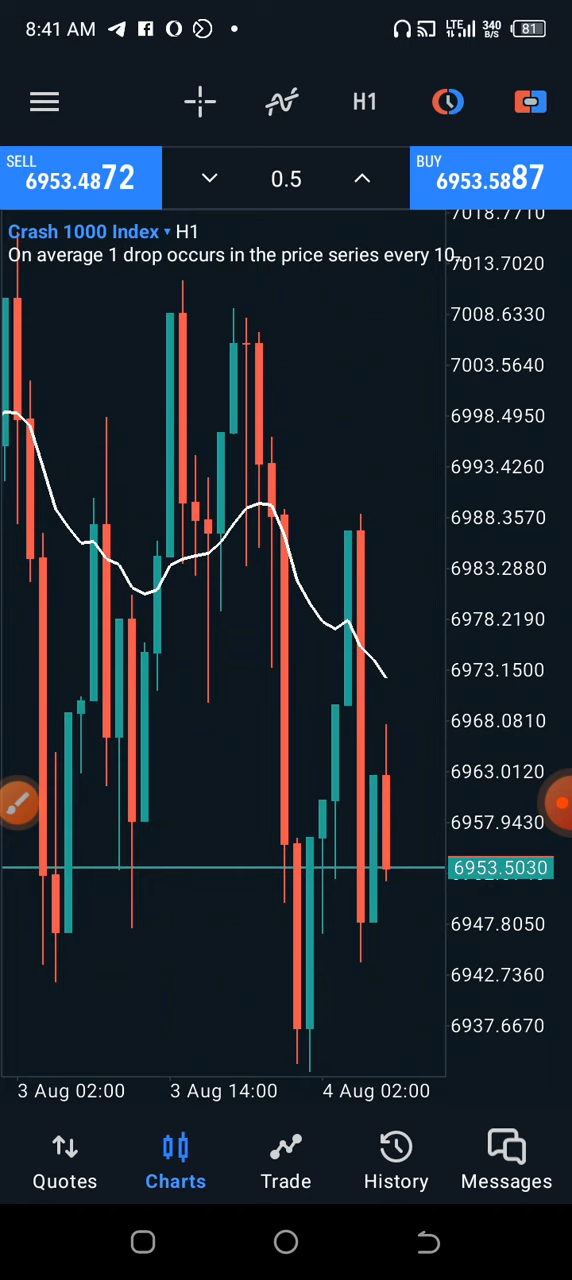 8:41 AM
LTE
340
B/S
81
H1
SELL
6953.4872
0.5
BUY
6953.5887
Crash 1000 Index ▾ H1
On average 1 drop occurs in the price series every 10...
7018.7710
7013.7020
7008.6330
7003.5640
6998.4950
6993.4260
6988.3570
6983.2880
6978.2190
6973.1500
6968.0810
6963.0120
6957.9430
6953.5030
6947.8050
6942.7360
6937.6670
3 Aug 02:00
3 Aug 14:00
4 Aug 02:00
Quotes
Charts
Trade
History
Messages